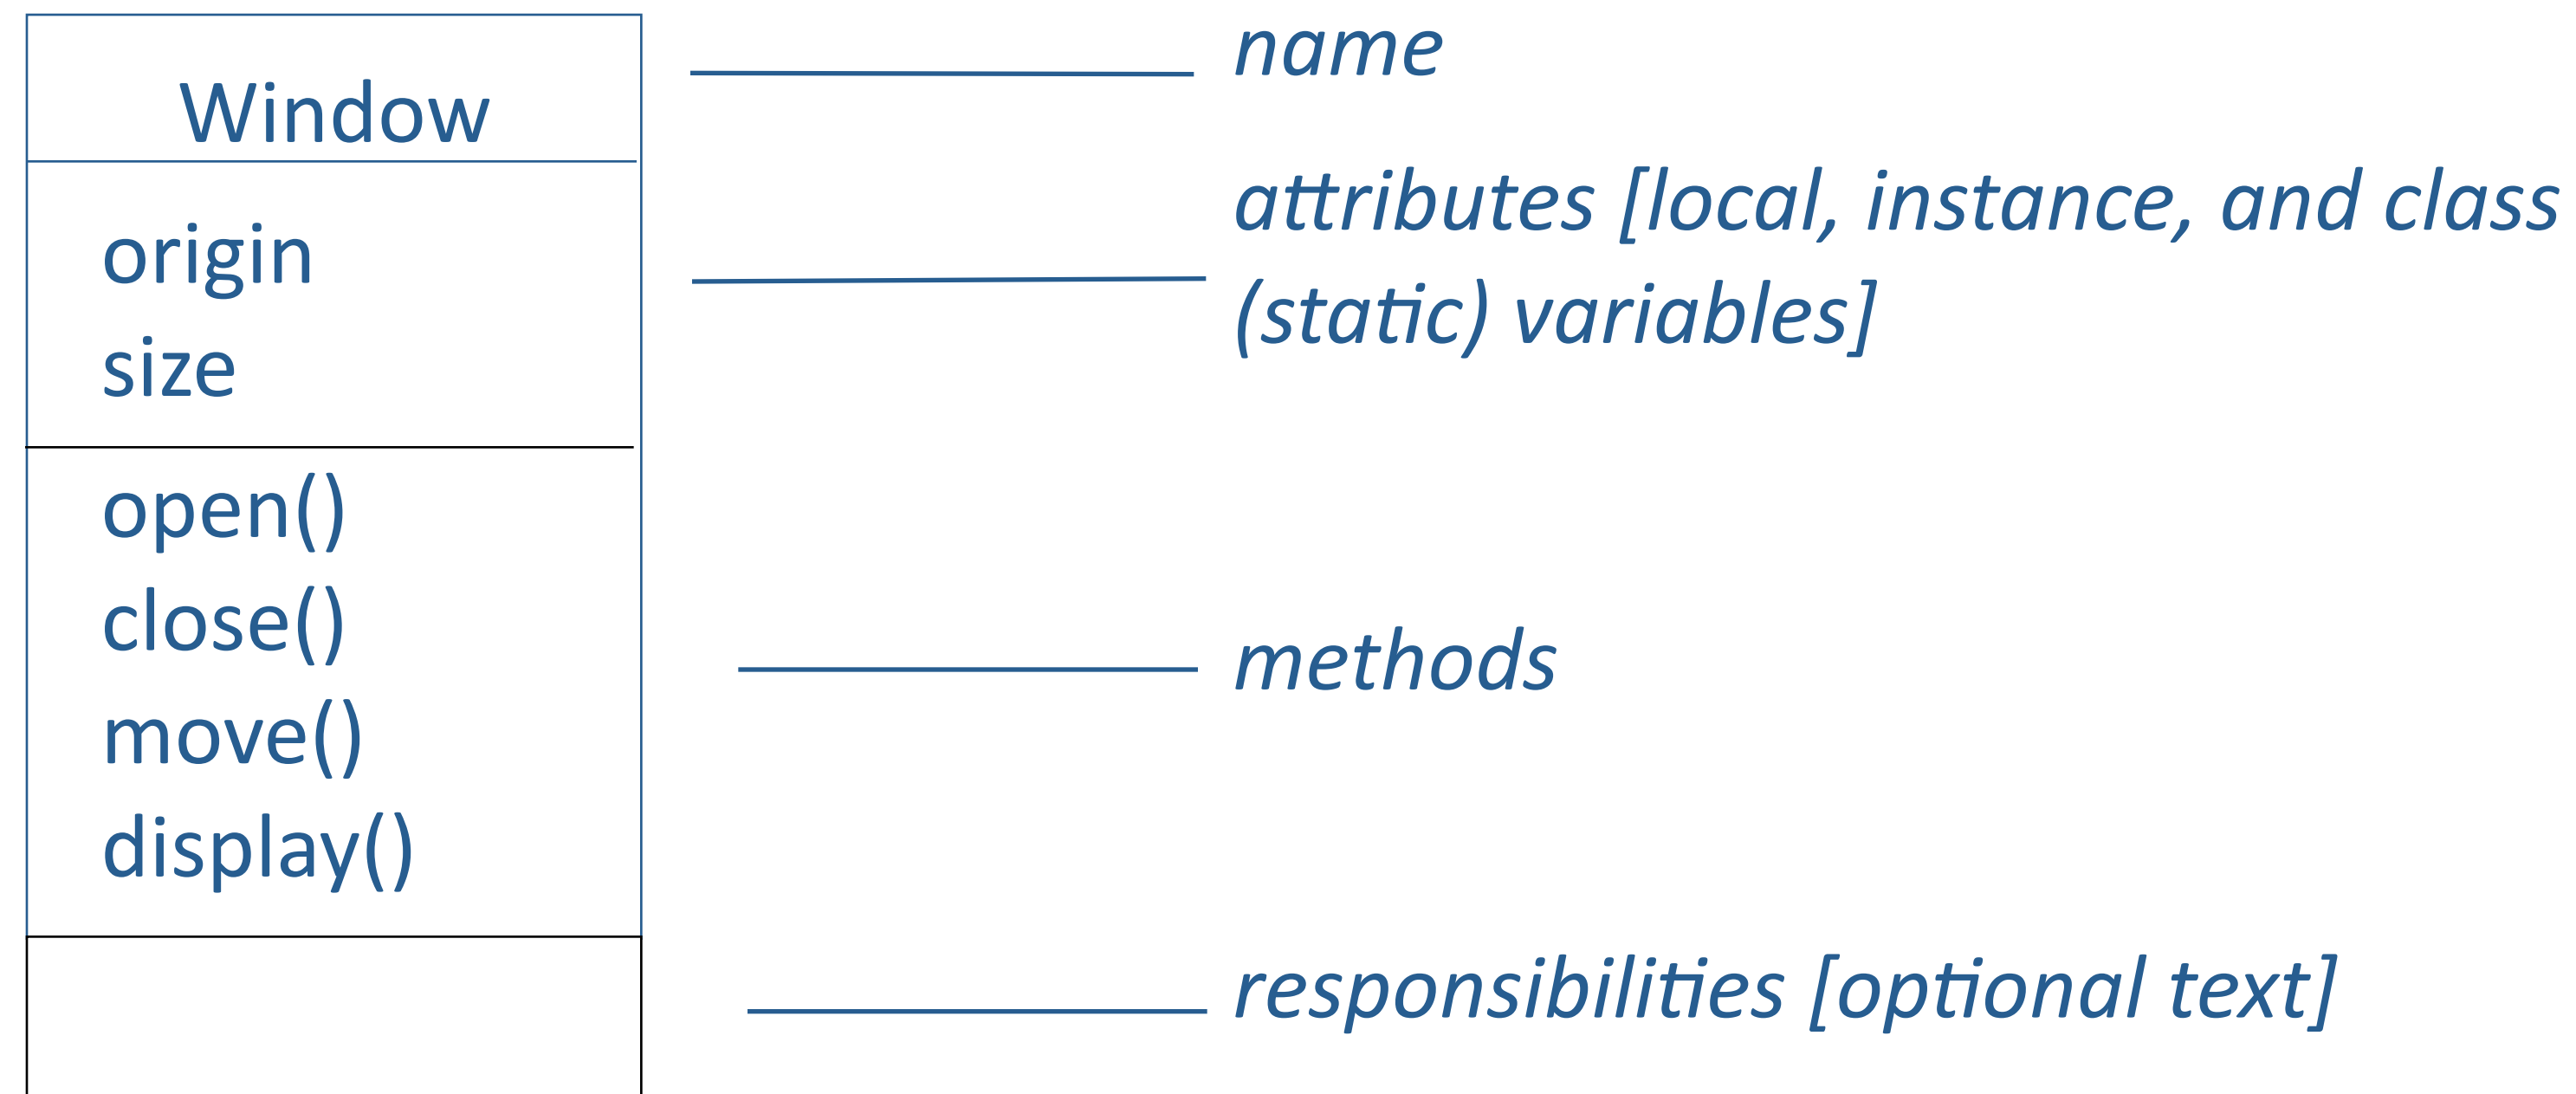 Window
name
origin
size
attributes [local, instance, and class
(static) variables]
open()
close()
move()
display()
methods
responsibilities [optional text]